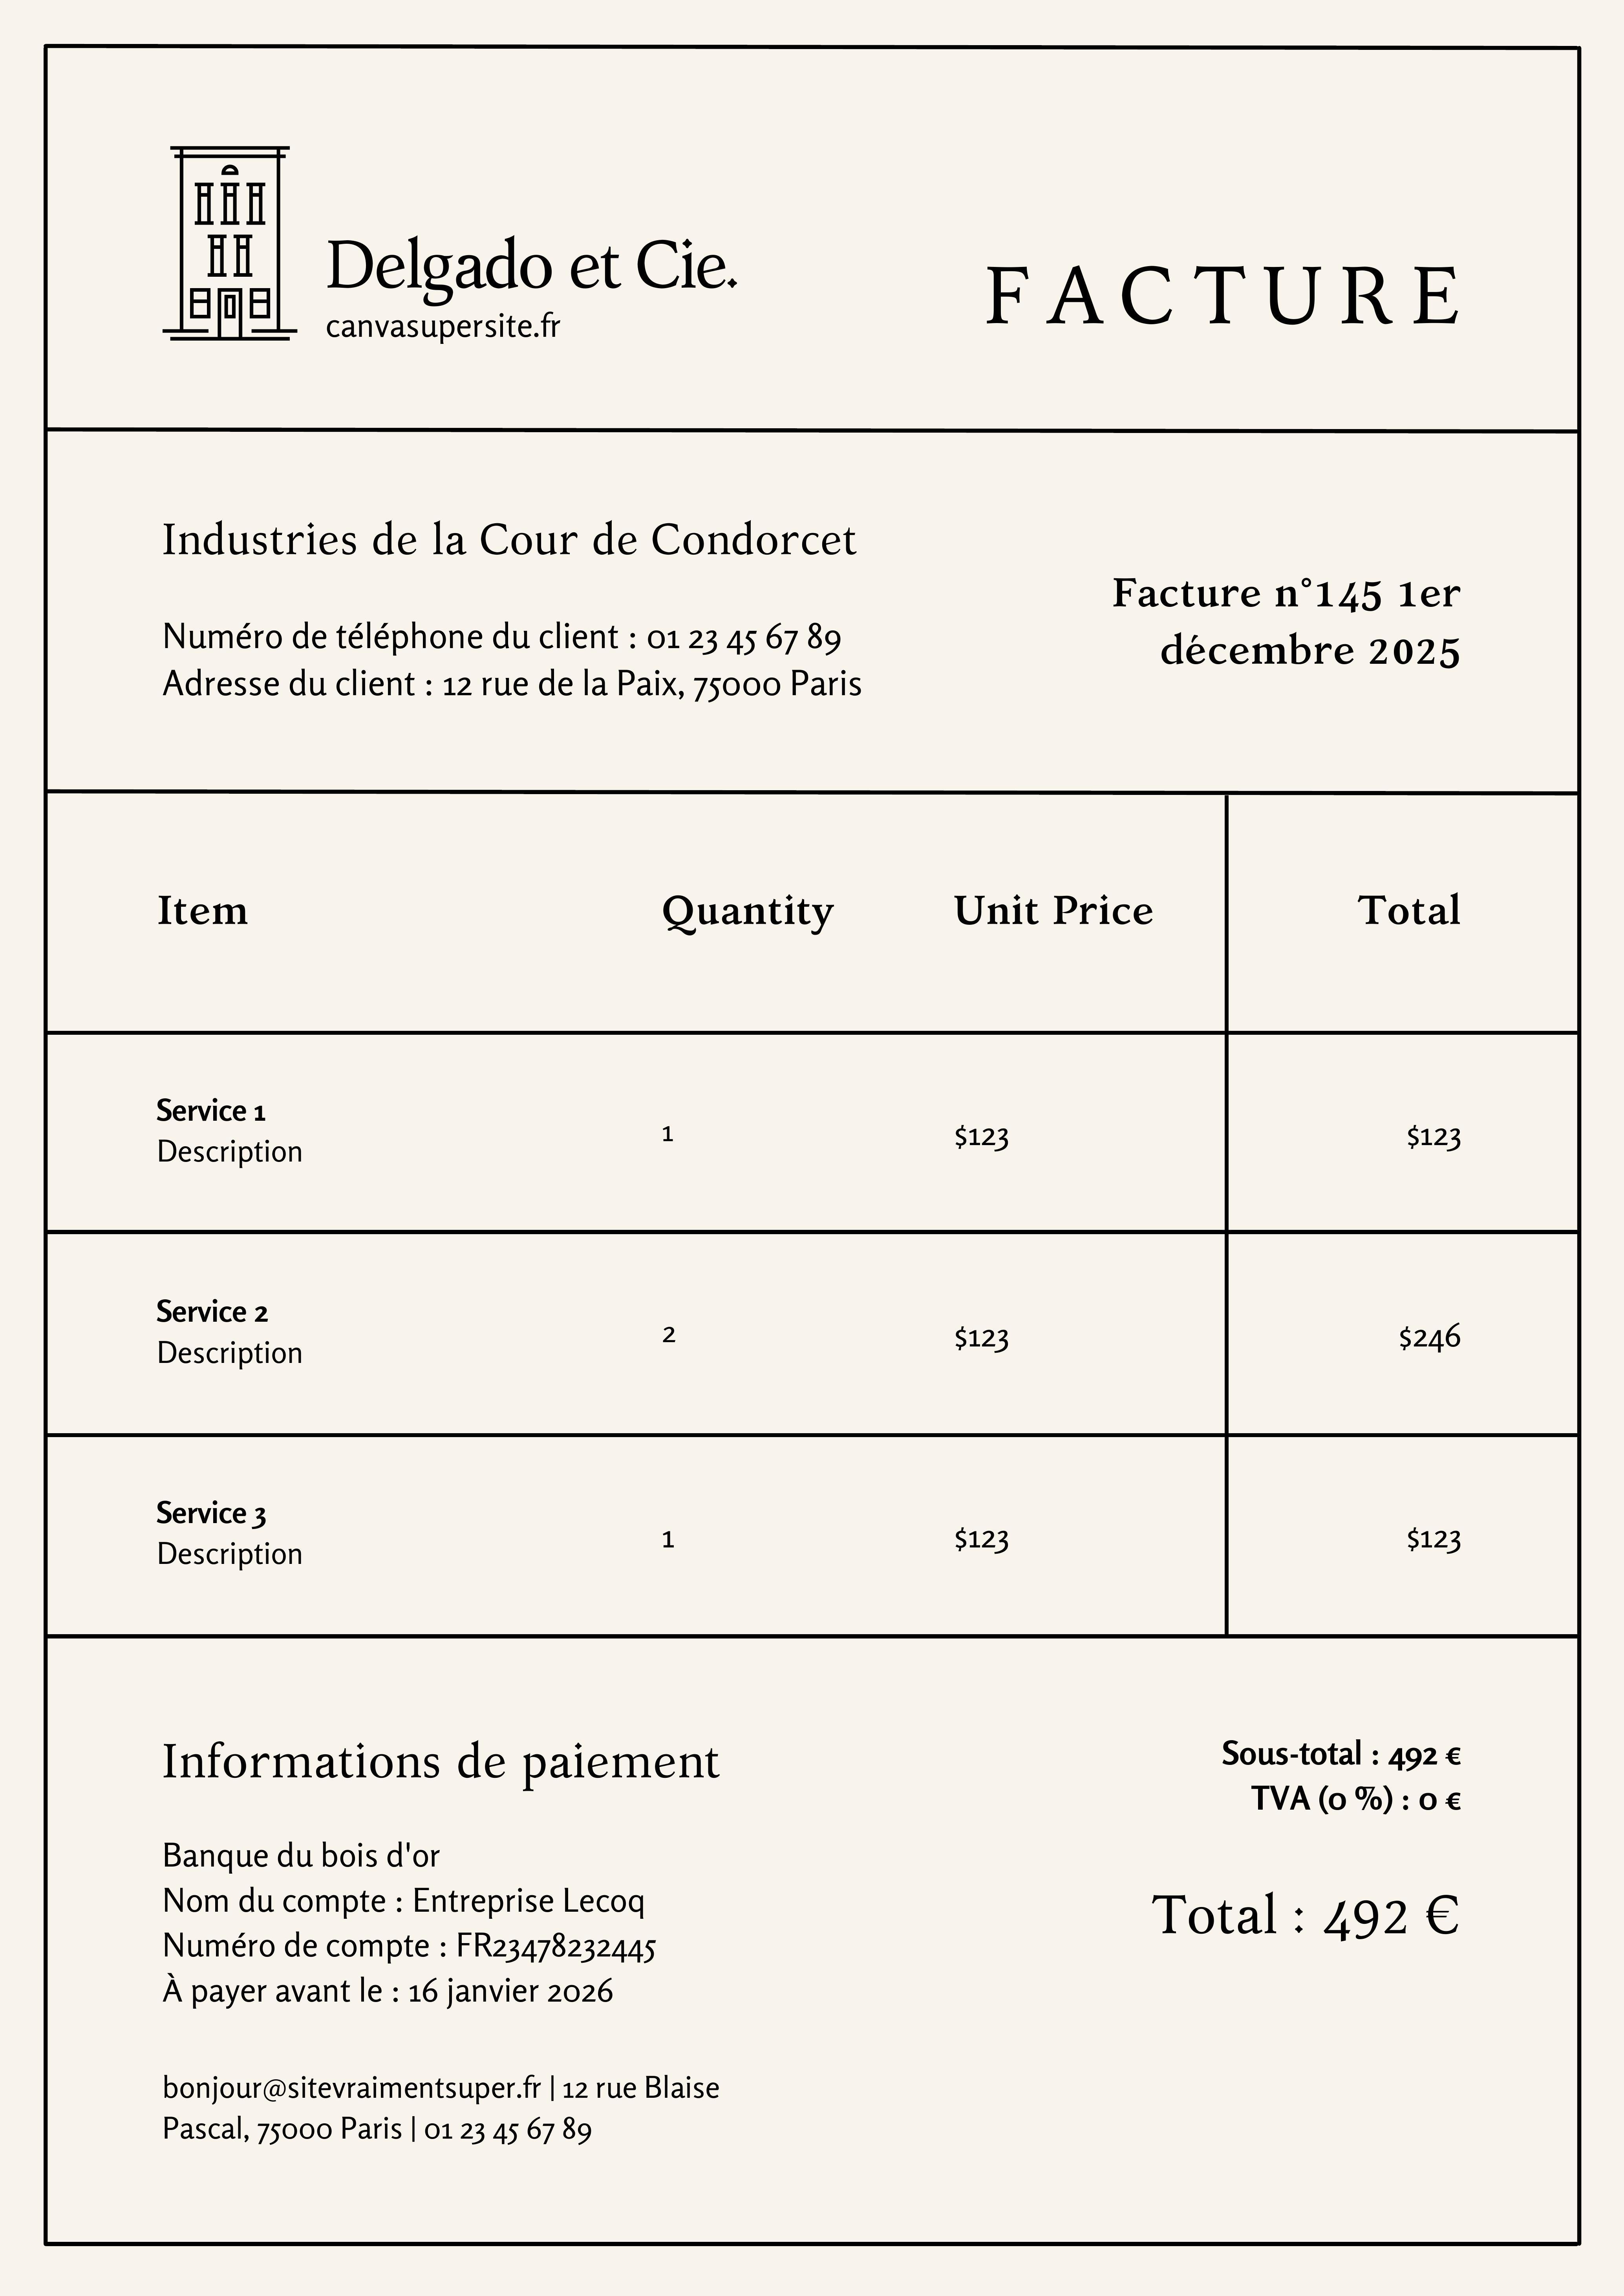 Delgado et Cie.
canvasupersite.fr
FACTURE
Industries de la Cour de Condorcet
Numéro de téléphone du client : 01 23 45 67 89
Adresse du client : 12 rue de la Paix, 75000 Paris
Facture n°145 1er
décembre 2025
Item Quantity Unit Price Total
Service 1
Description
1 $123 $123
Service 2
Description
2 $123 $246
Service 3
Description
1 $123 $123
Informations de paiement
Banque du bois d'or
Nom du compte : Entreprise Lecoq
Numéro de compte : FR23478232445
À payer avant le : 16 janvier 2026
bonjour@sitevraimentsuper.fr | 12 rue Blaise
Pascal, 75000 Paris | 01 23 45 67 89
Sous-total : 492 €
TVA (0 %) : 0 €
Total : 492 €